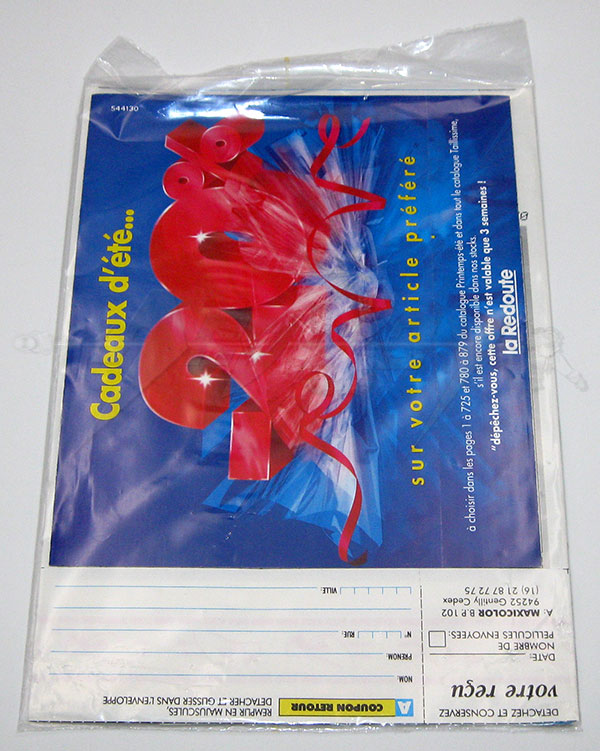 544130
Cadeaux d'été...
-20%
sur votre article préféré
à choisir dans les pages 1 à 725 et 780 à 879 du catalogue Printemps-été et dans tout le catalogue Taillissime,
s'il est encore disponible dans nos stocks.
"dépêchez-vous, cette offre n'est valable que 3 semaines !
la Redoute
DETACHEZ ET CONSERVEZ
votre reçu
DATE:
NOMBRE DE
PELLICULES ENVOYÉES:
A: MAXICOLOR B.P. 102
94252 Gentilly Cedex
(16) 21 87 72 75
A COUPON RETOUR
REMPLIR EN MAJUSCULES,
DETACHER ET GLISSER DANS L'ENVELOPPE
NOM:
PRENOM:
N° RUE:
VILLE: